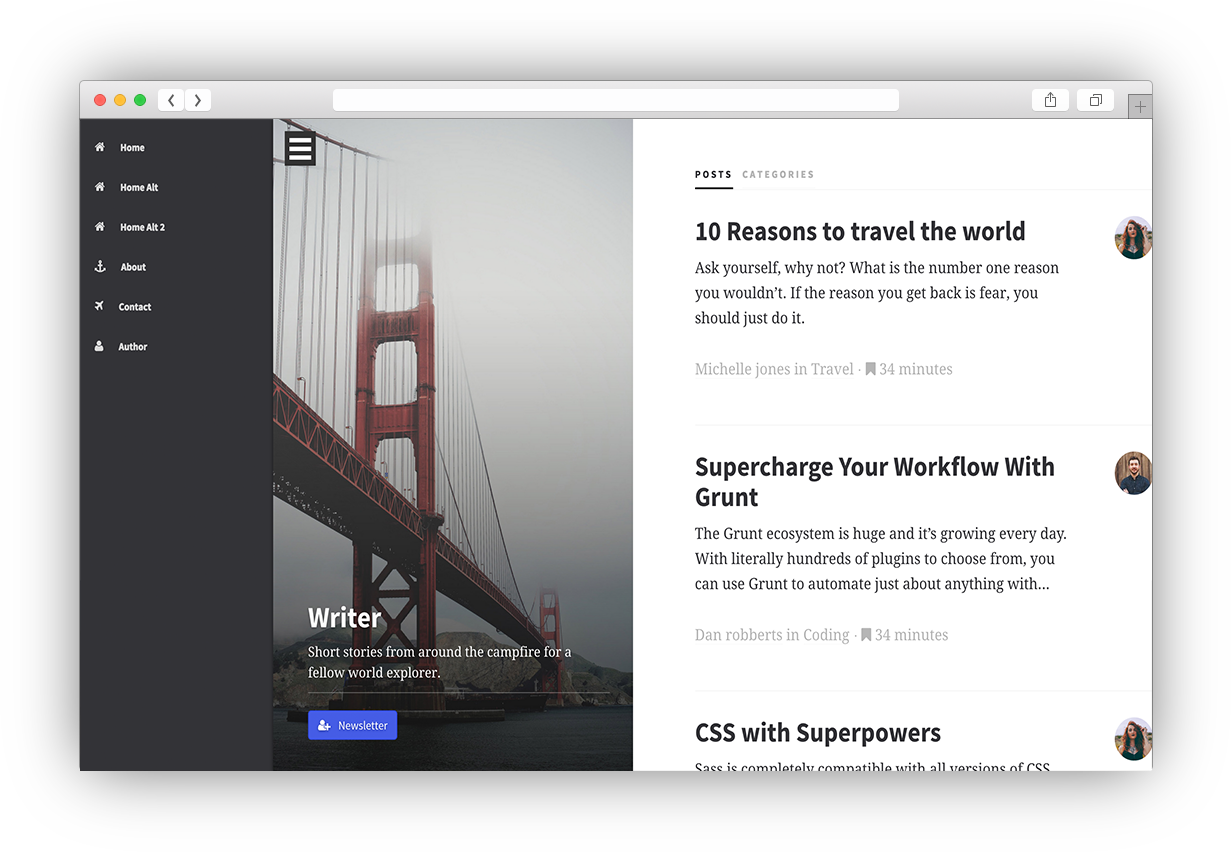 Home
Home Alt
Home Alt 2
About
Contact
Author
Writer
Short stories from around the campfire for a
fellow world explorer.
Newsletter
POSTS CATEGORIES
10 Reasons to travel the world
Ask yourself, why not? What is the number one reason
you wouldn’t. If the reason you get back is fear, you
should just do it.
Michelle jones in Travel · 34 minutes
Supercharge Your Workflow With
Grunt
The Grunt ecosystem is huge and it’s growing every day.
With literally hundreds of plugins to choose from, you
can use Grunt to automate just about anything with...
Dan robberts in Coding · 34 minutes
CSS with Superpowers
Sass is completely compatible with all versions of CSS.